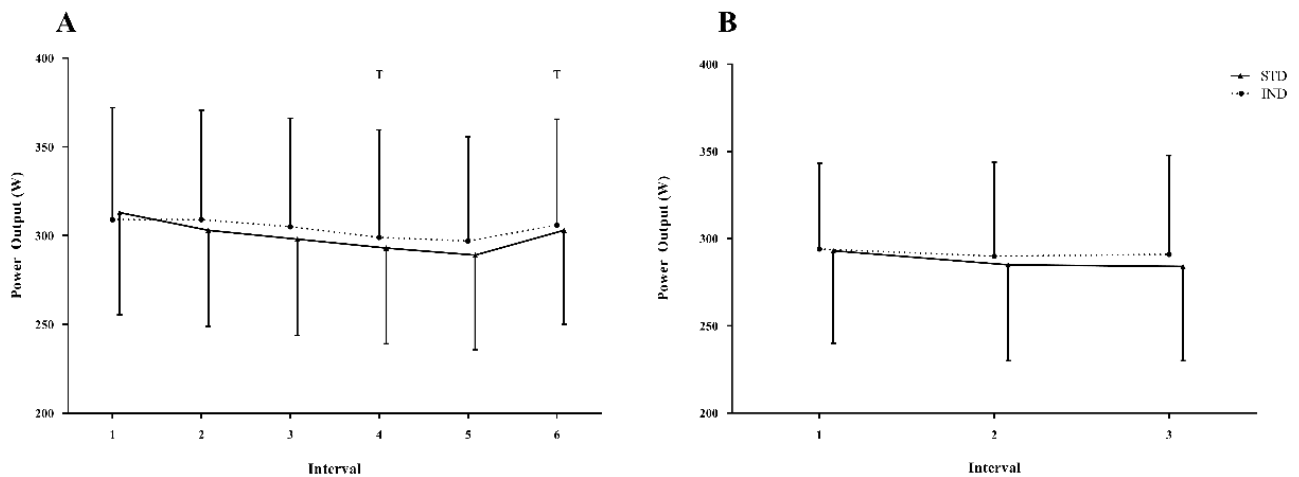 A
400
350
300
250
200
Power Output (W)
T
T
1 2 3 4 5 6
Interval
B
400
350
300
250
200
Power Output (W)
1 2 3
Interval
STD
IND